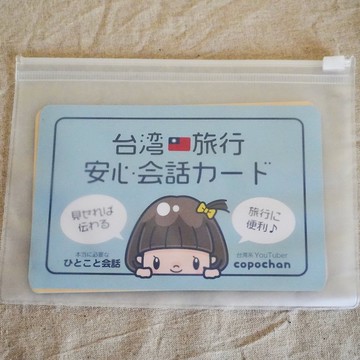 台湾🇹🇼旅行
安心・会話カード
見せれば
伝わる
旅行に
便利♪
本当に必要な
ひとこと会話
台湾系YouTuber
copochan